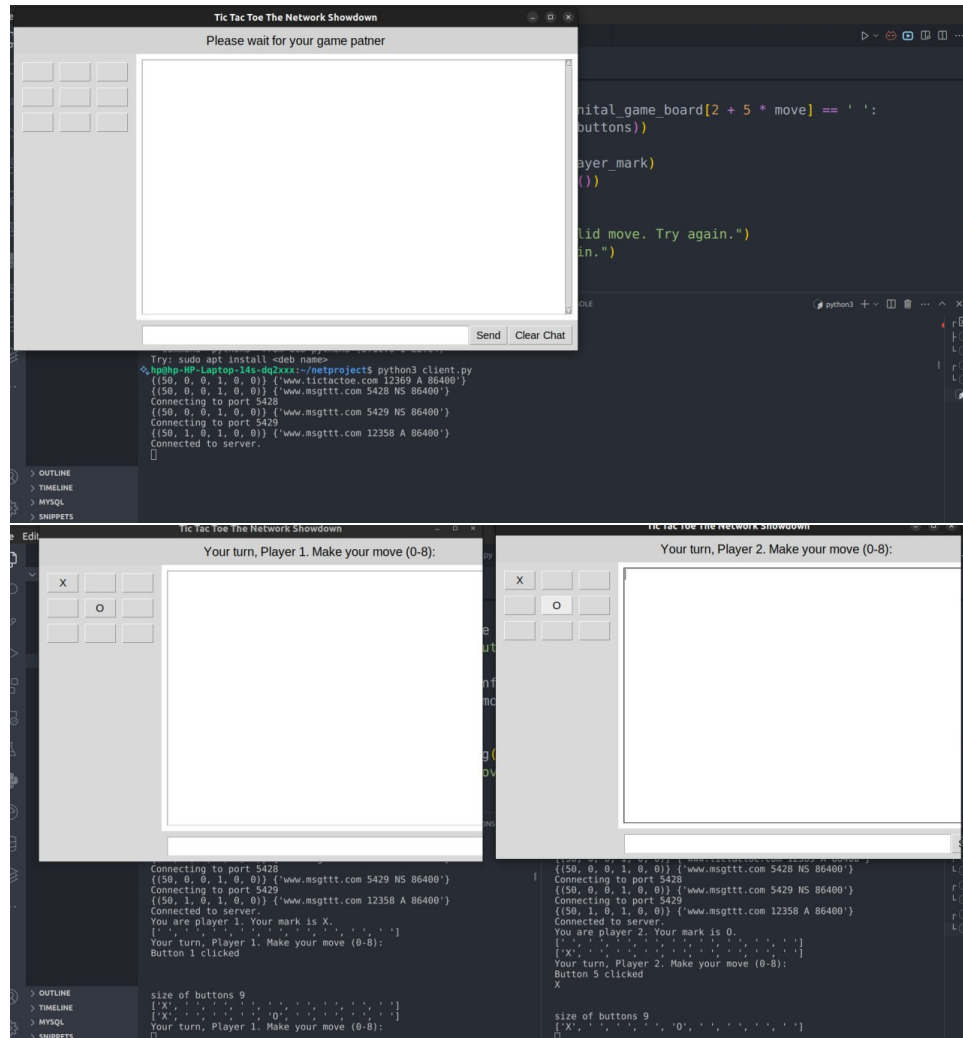 Tic Tac Toe The Network Showdown
Please wait for your game patner
nital_game_board[2 + 5 * move] == ' ':
buttons))
ayer_mark)
())
lid move. Try again.")
in.")
OLE
python3
Send Clear Chat
Try: sudo apt install <deb name>
hp@hp-HP-Laptop-14s-dq2xxx:~/netproject$ python3 client.py
{(50, 0, 0, 1, 0, 0)} {'www.tictactoe.com 12369 A 86400'}
{(50, 0, 0, 1, 0, 0)} {'www.msgttt.com 5428 NS 86400'}
Connecting to port 5428
{(50, 0, 0, 1, 0, 0)} {'www.msgttt.com 5429 NS 86400'}
Connecting to port 5429
{(50, 1, 0, 1, 0, 0)} {'www.msgttt.com 12358 A 86400'}
Connected to server.
> OUTLINE
> TIMELINE
> MYSQL
> SNIPPETS
e Edit
Tic Tac Toe The Network Showdown
Your turn, Player 1. Make your move (0-8):
X
O
Connecting to port 5428
{(50, 0, 0, 1, 0, 0)} {'www.msgttt.com 5429 NS 86400'}
Connecting to port 5429
{(50, 1, 0, 1, 0, 0)} {'www.msgttt.com 12358 A 86400'}
Connected to server.
You are player 1. Your mark is X.
[' ', ' ', ' ', ' ', ' ', ' ', ' ', ' ', ' ']
Your turn, Player 1. Make your move (0-8):
Button 1 clicked
size of buttons 9
['X', ' ', ' ', ' ', ' ', ' ', ' ', ' ', ' ']
['X', ' ', ' ', ' ', 'O', ' ', ' ', ' ', ' ']
Your turn, Player 1. Make your move (0-8):
> OUTLINE
> TIMELINE
> MYSQL
> SNIPPETS
Tic Tac Toe The Network Showdown
Your turn, Player 2. Make your move (0-8):
X
O
{(50, 0, 0, 1, 0, 0)} {'www.msgttt.com 5428 NS 86400'}
Connecting to port 5428
{(50, 0, 0, 1, 0, 0)} {'www.msgttt.com 5429 NS 86400'}
Connecting to port 5429
{(50, 1, 0, 1, 0, 0)} {'www.msgttt.com 12358 A 86400'}
Connected to server.
You are player 2. Your mark is O.
[' ', ' ', ' ', ' ', ' ', ' ', ' ', ' ', ' ']
['X', ' ', ' ', ' ', ' ', ' ', ' ', ' ', ' ']
Your turn, Player 2. Make your move (0-8):
Button 5 clicked
X
size of buttons 9
['X', ' ', ' ', ' ', 'O', ' ', ' ', ' ', ' ']